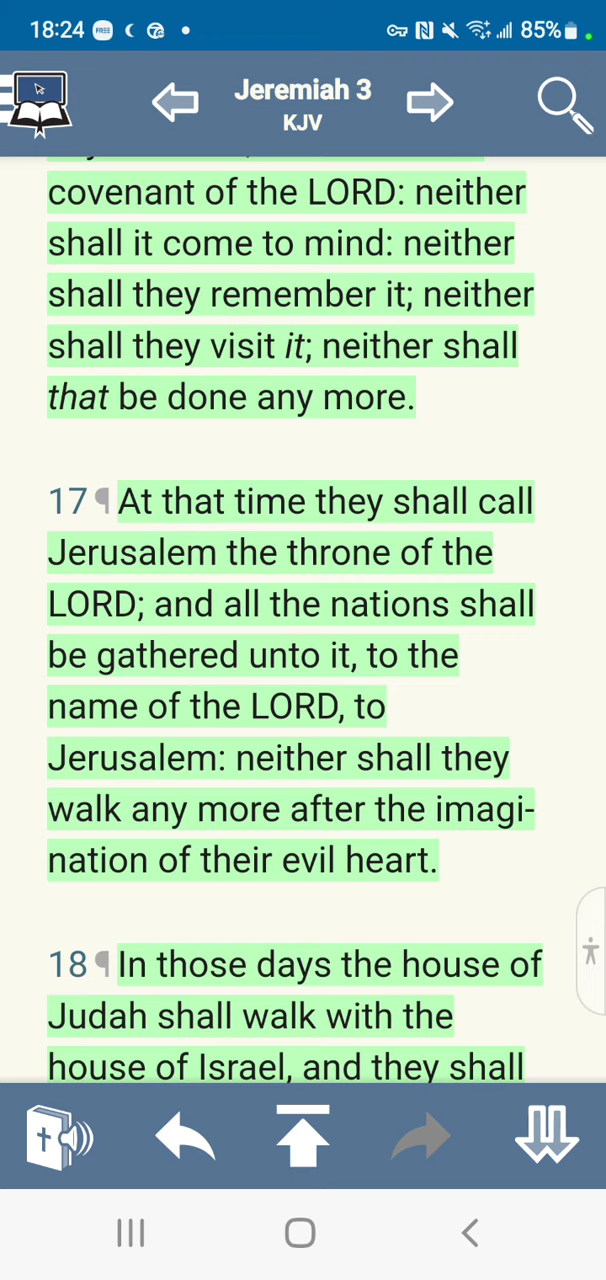 18:24 FREE 85%
Jeremiah 3
KJV
covenant of the LORD: neither
shall it come to mind: neither
shall they remember it; neither
shall they visit it; neither shall
that be done any more.
17 ¶ At that time they shall call
Jerusalem the throne of the
LORD; and all the nations shall
be gathered unto it, to the
name of the LORD, to
Jerusalem: neither shall they
walk any more after the imagi-
nation of their evil heart.
18 ¶ In those days the house of
Judah shall walk with the
house of Israel, and they shall